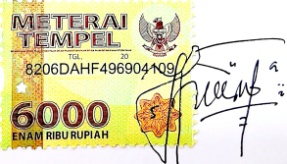 METERAI
TEMPEL
TGL. 20
8206DAHF496904109
6000
ENAM RIBU RUPIAH